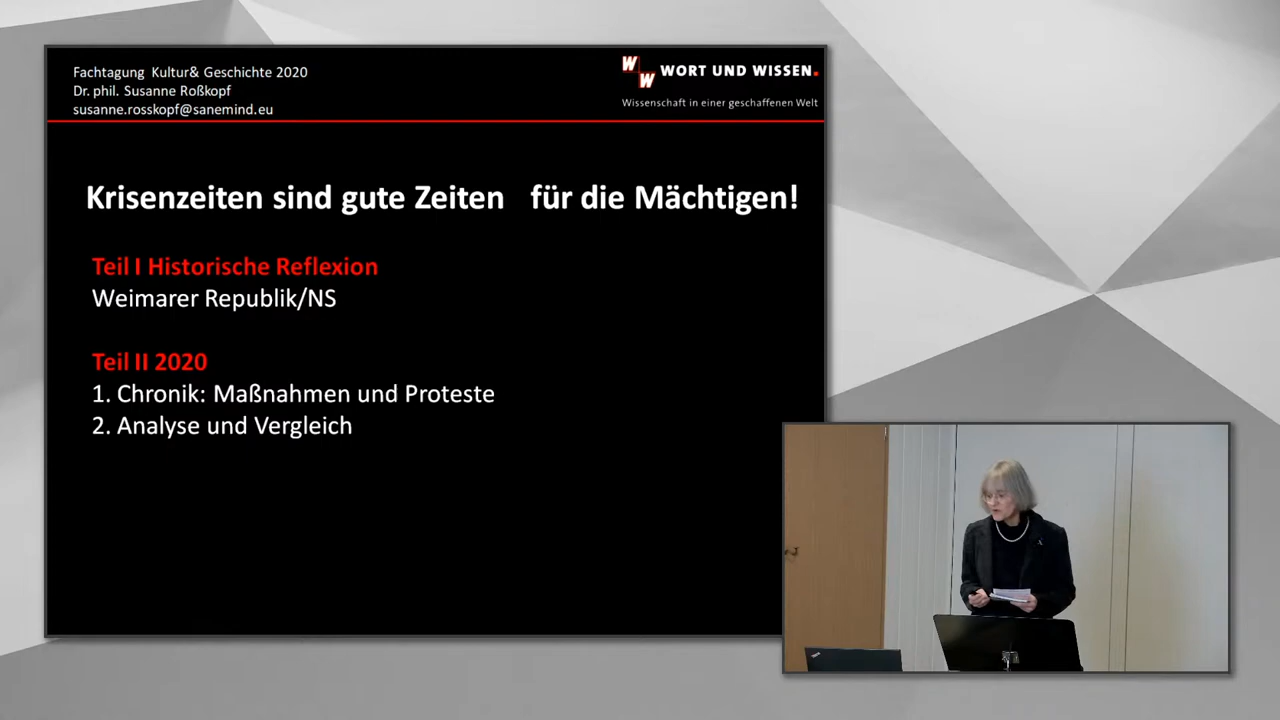 Fachtagung Kultur& Geschichte 2020
Dr. phil. Susanne Roßkopf
susanne.rosskopf@sanemind.eu
W
W WORT UND WISSEN.
Wissenschaft in einer geschaffenen Welt
Krisenzeiten sind gute Zeiten für die Mächtigen!
Teil I Historische Reflexion
Weimarer Republik/NS
Teil II 2020
1. Chronik: Maßnahmen und Proteste
2. Analyse und Vergleich